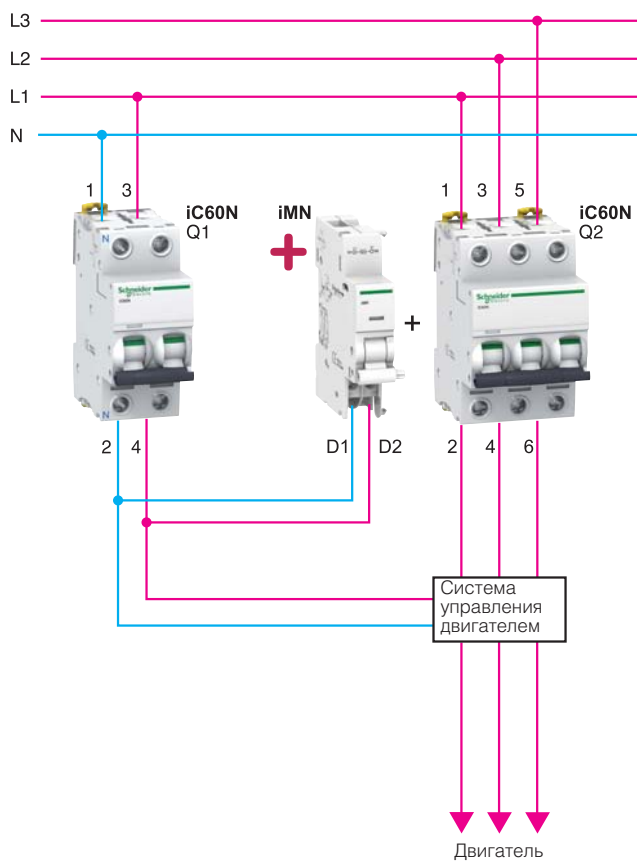 L3
L2
L1
N
1 3
iC60N
Q1
iMN
1 3 5
iC60N
Q2
N
Schneider
Schneider
+
+
N
2 4
D1 D2
2 4 6
Система
управления
двигателем
Двигатель